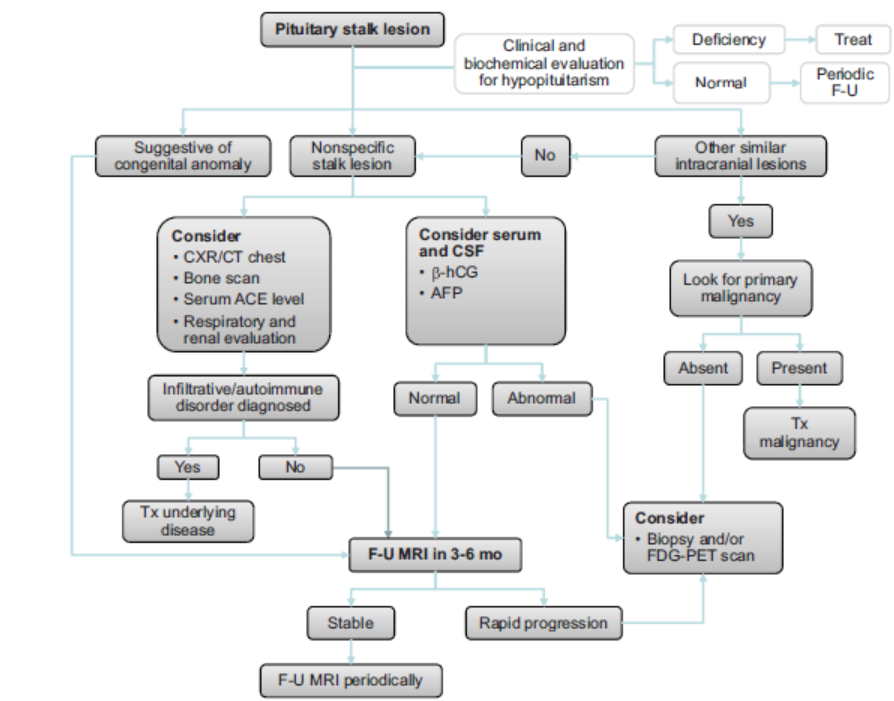 Pituitary stalk lesion
Clinical and
biochemical evaluation
for hypopituitarism
Deficiency
Treat
Normal
Periodic
F-U
Suggestive of
congenital anomaly
Nonspecific
stalk lesion
No
Other similar
intracranial lesions
Yes
Consider
• CXR/CT chest
• Bone scan
• Serum ACE level
• Respiratory and
renal evaluation
Consider serum
and CSF
• β-hCG
• AFP
Look for primary
malignancy
Absent
Present
Infiltrative/autoimmune
disorder diagnosed
Normal
Abnormal
Tx
malignancy
Yes
No
Tx underlying
disease
Consider
• Biopsy and/or
FDG-PET scan
F-U MRI in 3-6 mo
Stable
Rapid progression
F-U MRI periodically